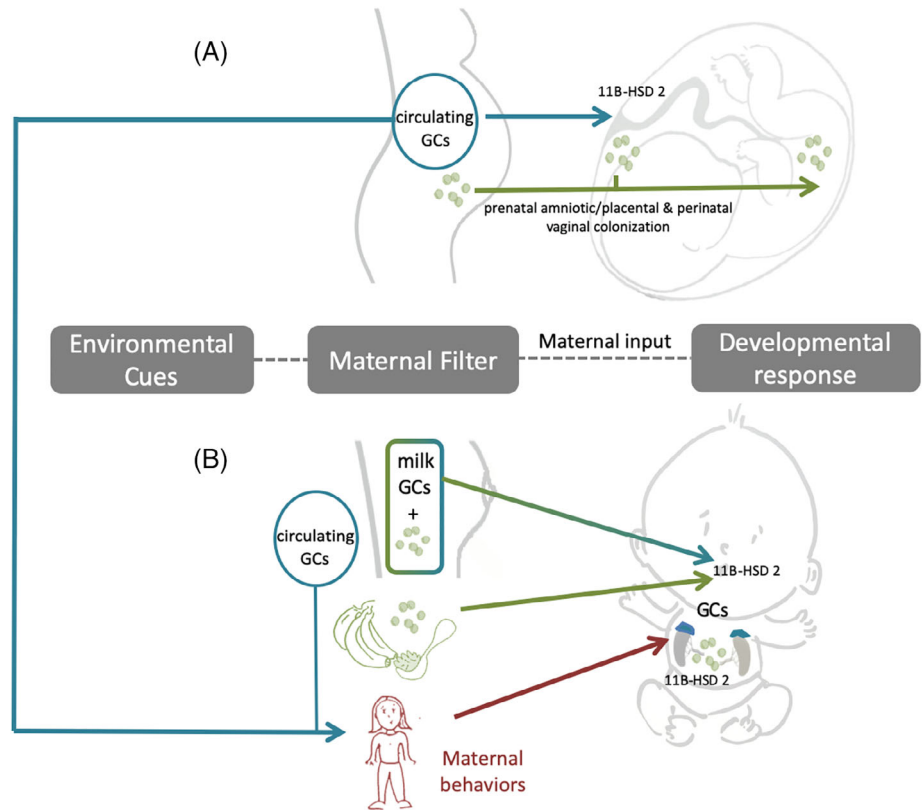 (A)
11B-HSD 2
circulating
GCs
prenatal amniotic/placental & perinatal
vaginal colonization
Environmental
Cues
Maternal Filter
Maternal input
Developmental
response
(B)
milk
GCs
+
circulating
GCs
11B-HSD 2
GCs
11B-HSD 2
Maternal
behaviors